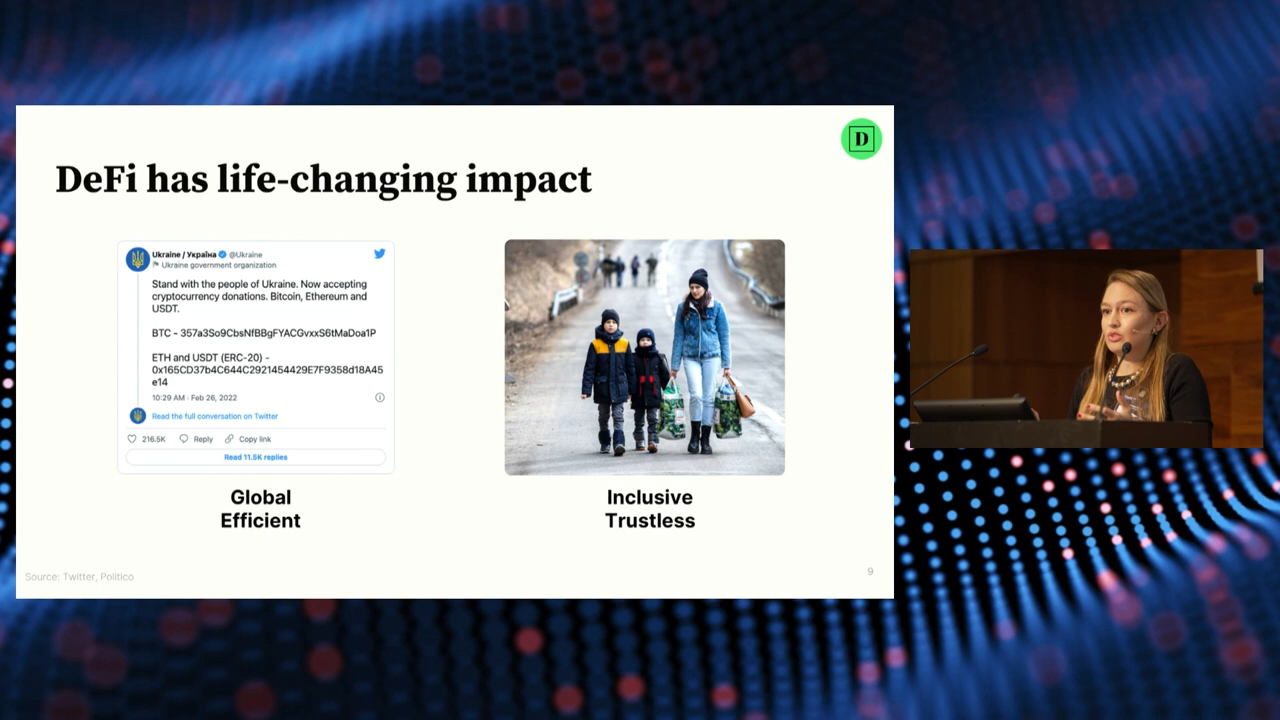 D
DeFi has life-changing impact
Ukraine / Україна @Ukraine
Ukraine government organization
Stand with the people of Ukraine. Now accepting
cryptocurrency donations. Bitcoin, Ethereum and
USDT.
BTC - 357a3So9CbsNfBBgFYACGvxxS6tMaDoa1P
ETH and USDT (ERC-20) -
0x165CD37b4C644C2921454429E7F9358d18A45
e14
10:29 AM · Feb 26, 2022
Read the full conversation on Twitter
216.5K Reply Copy link
Read 11.5K replies
Global
Efficient
Inclusive
Trustless
Source: Twitter, Politico
9